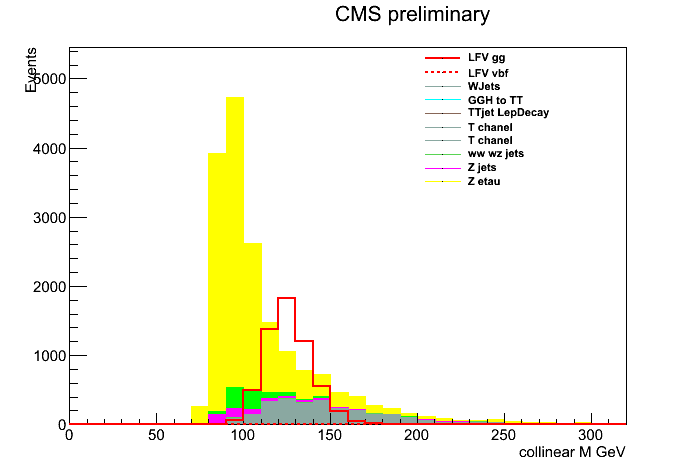 CMS preliminary
Events
5000
4000
3000
2000
1000
0
0
50
100
150
200
250
300
collinear M GeV
LFV gg
LFV vbf
WJets
GGH to TT
TTjet LepDecay
T chanel
T chanel
ww wz jets
Z jets
Z etau